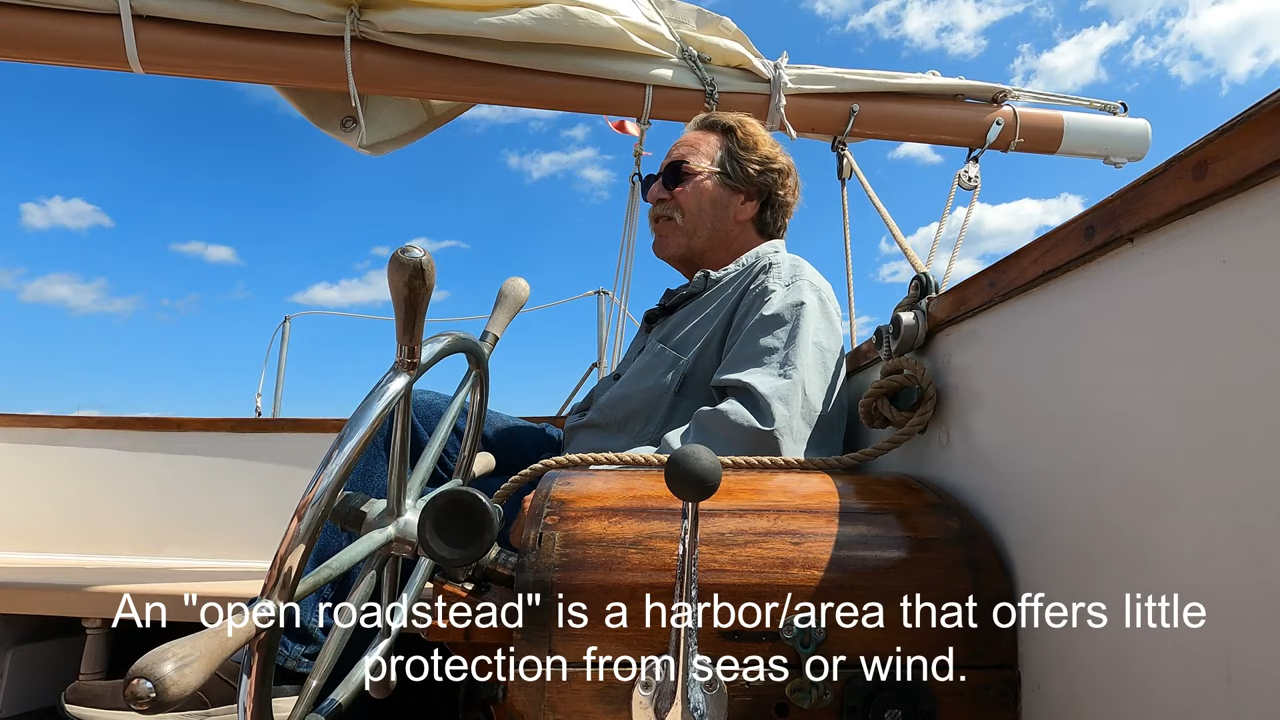 An "open roadstead" is a harbor/area that offers little
protection from seas or wind.